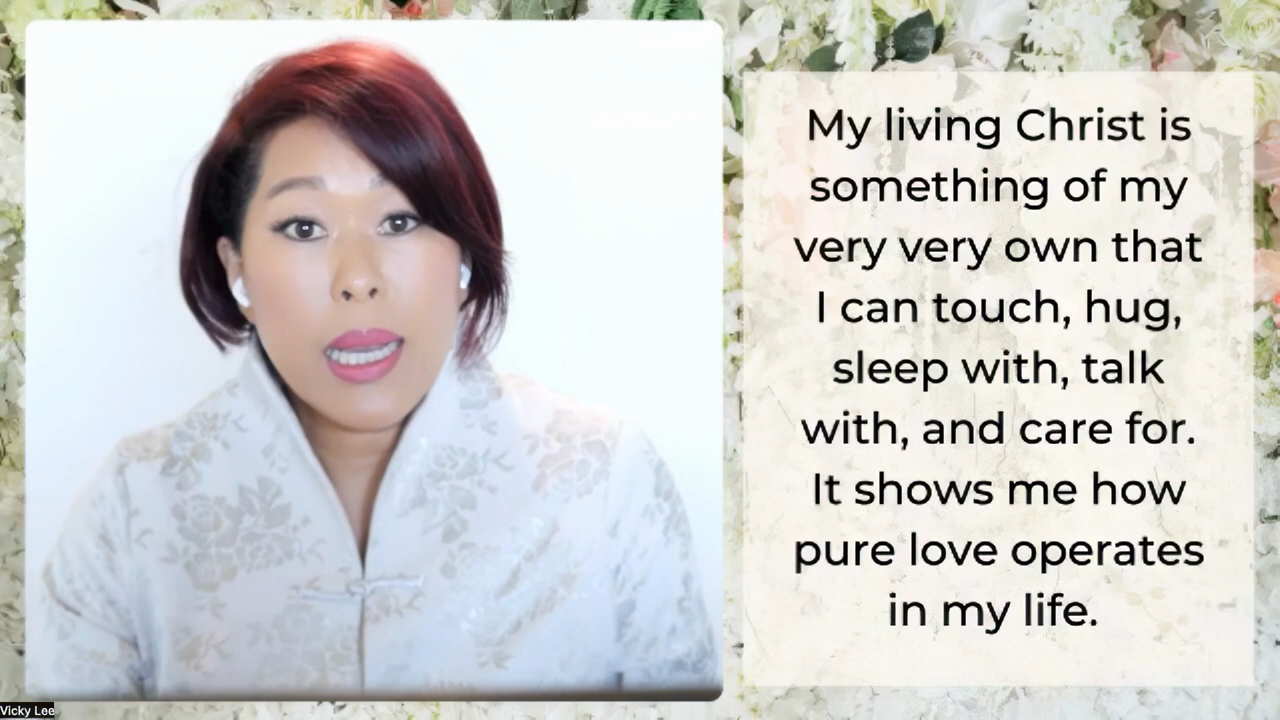 My living Christ is
something of my
very very own that
I can touch, hug,
sleep with, talk
with, and care for.
It shows me how
pure love operates
in my life.
Vicky Lee